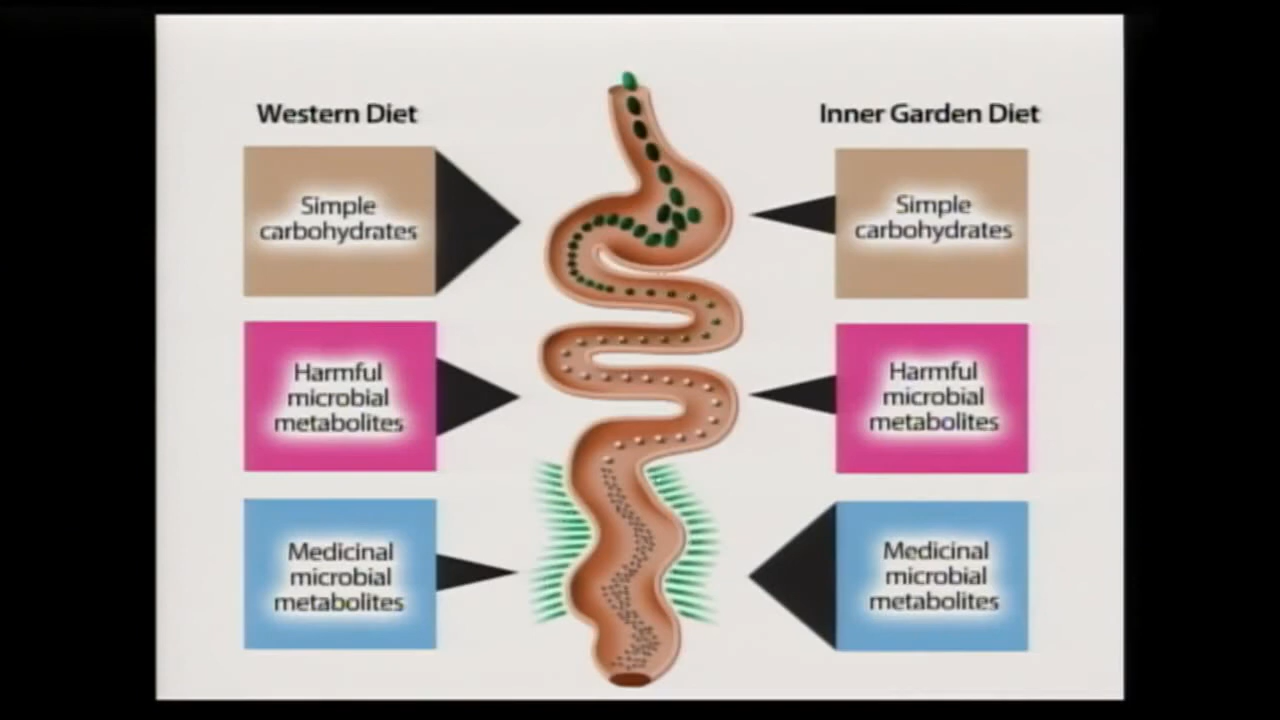 Western Diet
Simple
carbohydrates
Harmful
microbial
metabolites
Medicinal
microbial
metabolites
Inner Garden Diet
Simple
carbohydrates
Harmful
microbial
metabolites
Medicinal
microbial
metabolites